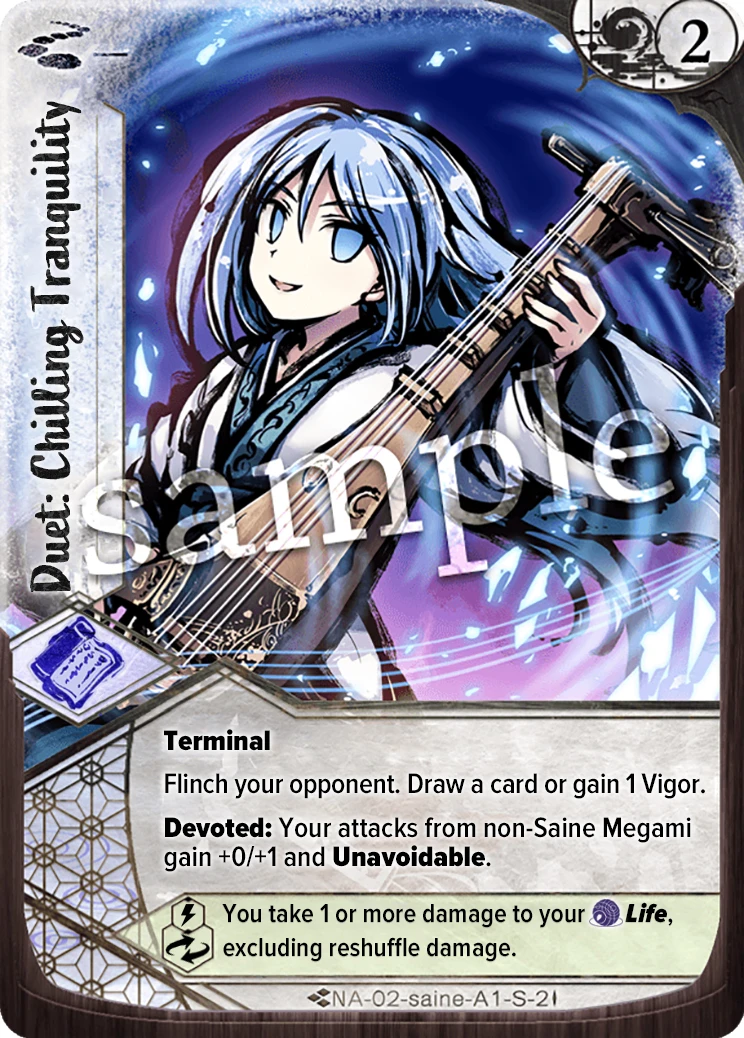 2
Duet: Chilling Tranquility
sample
Terminal
Flinch your opponent. Draw a card or gain 1 Vigor.
Devoted: Your attacks from non-Saine Megami
gain +0/+1 and Unavoidable.
You take 1 or more damage to your Life,
excluding reshuffle damage.
NA-02-saine-A1-S-2